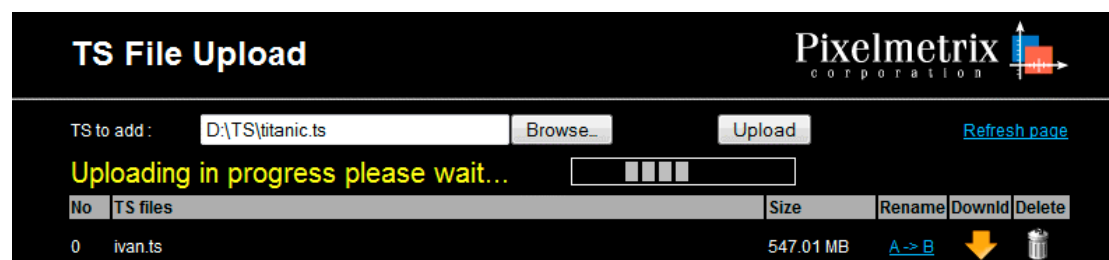 TS File Upload
Pixelmetrix
corporation
TS to add : D:\TS\titanic.ts Browse... Upload Refresh page
Uploading in progress please wait...
No TS files Size Rename Downld Delete
0 ivan.ts 547.01 MB A -> B